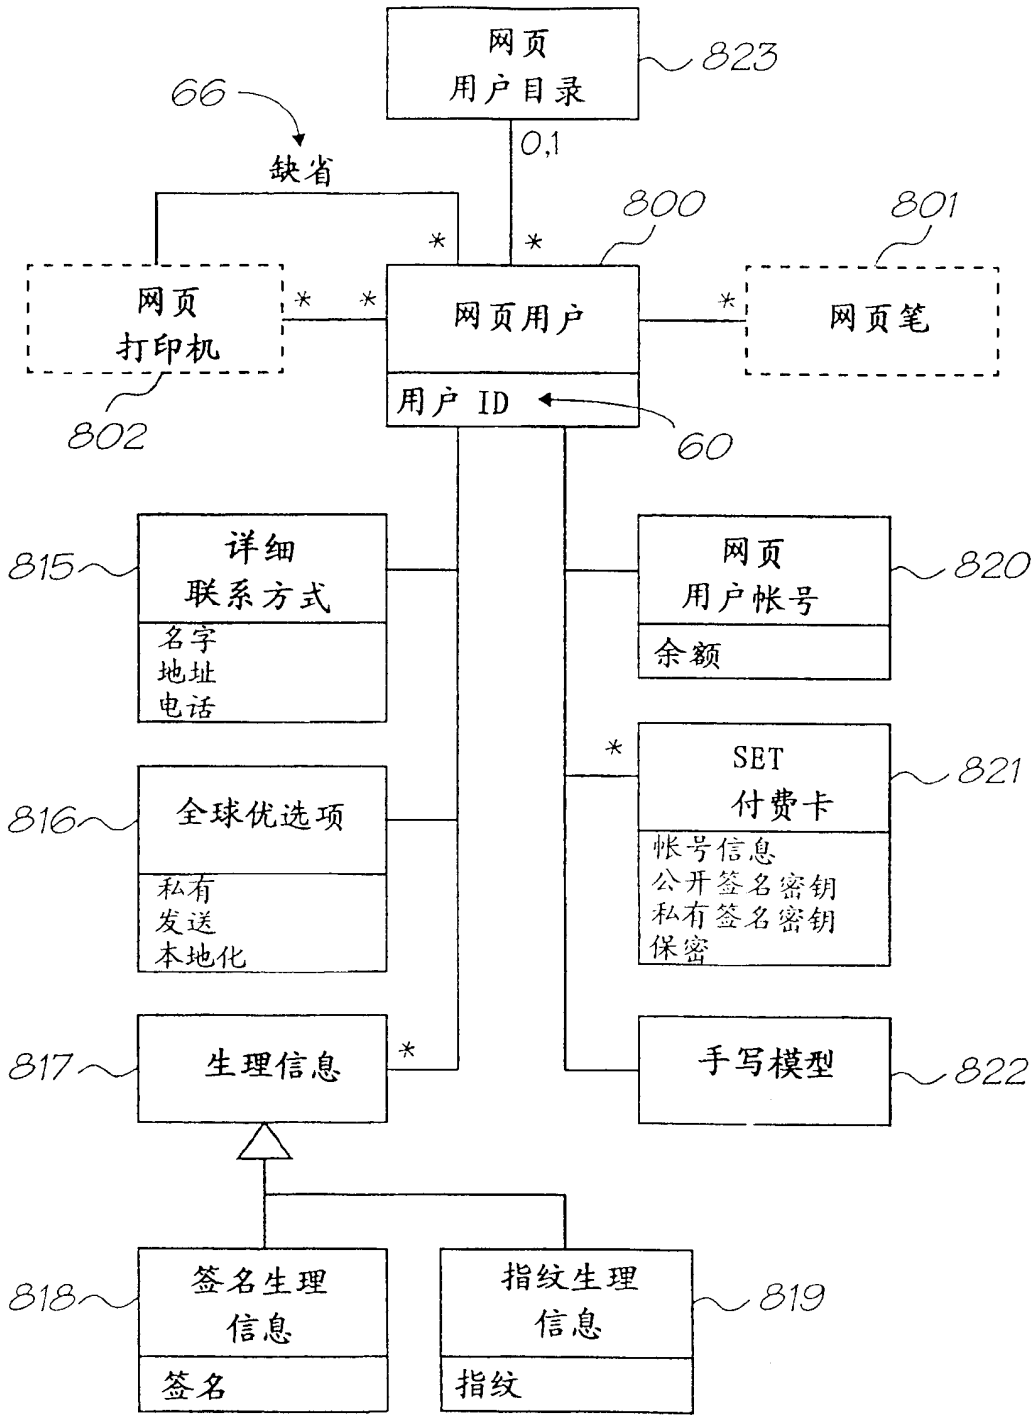 网页
用户目录
823
66
0,1
缺省
800
801
*
*
网页
打印机
*
*
网页用户
*
网页笔
用户 ID
802
60
815
详细
联系方式
网页
用户帐号
820
名字
地址
电话
余额
*
SET
付费卡
821
816
全球优选项
帐号信息
公开签名密钥
私有签名密钥
保密
私有
发送
本地化
817
生理信息
*
手写模型
822
818
签名生理
信息
指纹生理
信息
819
签名
指纹